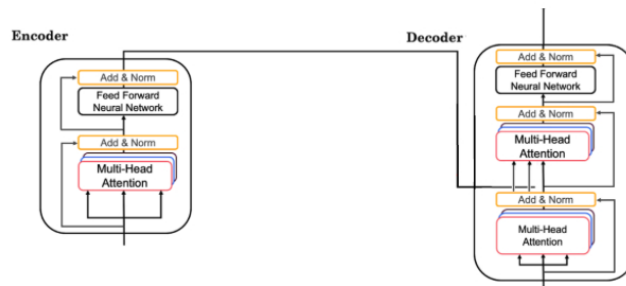 Encoder
Add & Norm
Feed Forward
Neural Network
Add & Norm
Multi-Head
Attention
Decoder
Add & Norm
Feed Forward
Neural Network
Add & Norm
Multi-Head
Attention
Add & Norm
Multi-Head
Attention